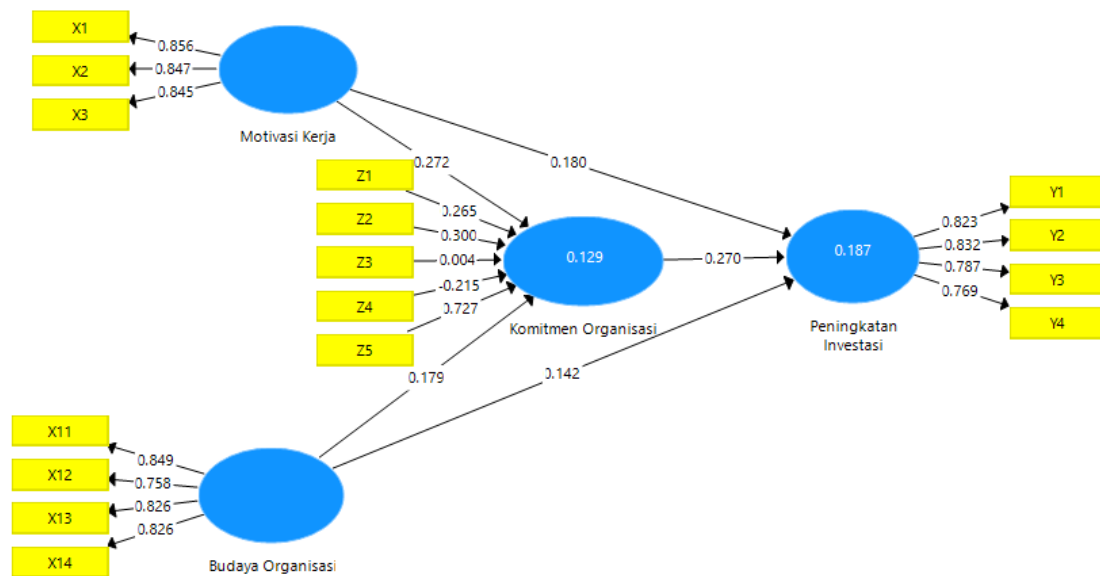 X1
0.856
X2
0.847
X3
0.845
Motivasi Kerja
0.272
0.180
Z1
0.265
Z2
0.300
Z3
0.004
Z4
-0.215
Z5
0.727
0.129
Komitmen Organisasi
0.270
0.187
Peningkatan
Investasi
Y1
0.823
Y2
0.832
Y3
0.787
Y4
0.769
0.179
0.142
X11
0.849
X12
0.758
X13
0.826
X14
0.826
Budaya Organisasi